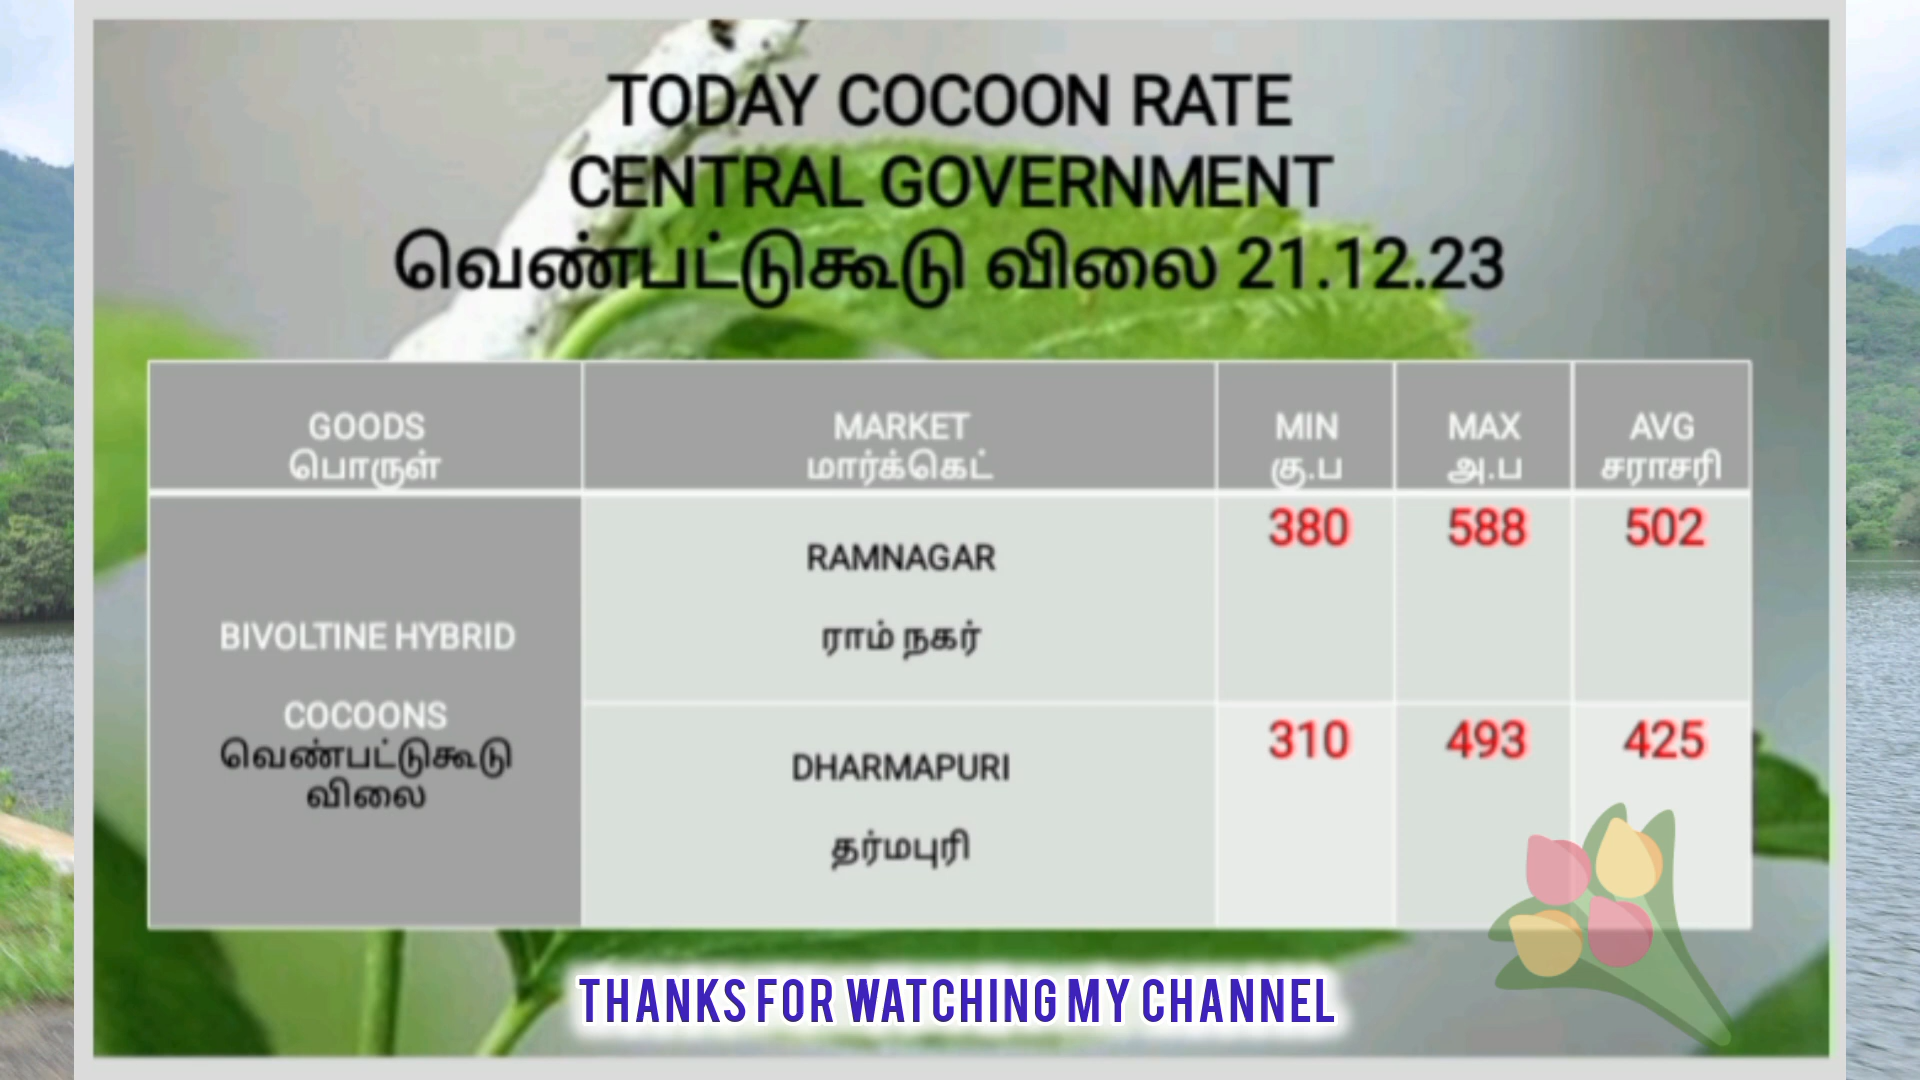 TODAY COCOON RATE
CENTRAL GOVERNMENT
வெண்பட்டுகூடு விலை 21.12.23
GOODS
பொருள்
MARKET
மார்க்கெட்
MIN
கு.ப
MAX
அ.ப
AVG
சராசரி
BIVOLTINE HYBRID
COCOONS
வெண்பட்டுகூடு
விலை
RAMNAGAR
ராம் நகர்
380
588
502
DHARMAPURI
தர்மபுரி
310
493
425
THANKS FOR WATCHING MY CHANNEL